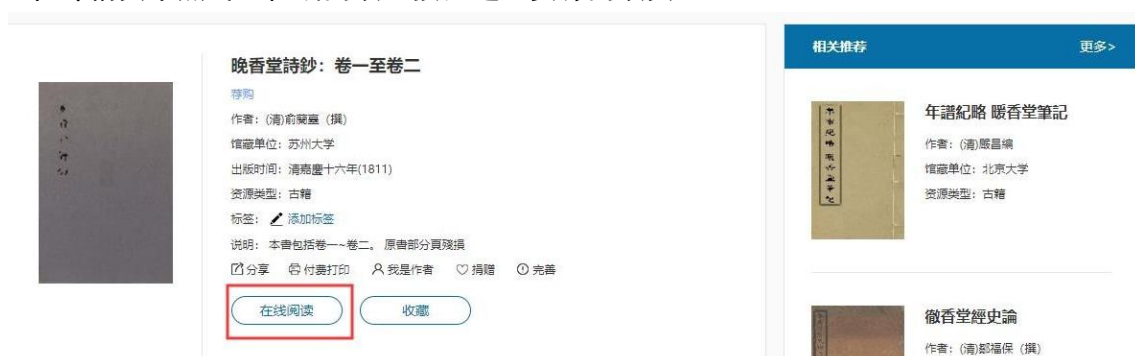 晚香堂詩鈔：卷一至卷二
荐购
作者：(清)俞蘭臺（撰）
馆藏单位：苏州大学
出版时间：清嘉慶十六年(1811)
资源类型：古籍
标签： 添加标签
说明：本書包括卷一~卷二。原書部分頁殘損
分享 付费打印 我是作者 捐赠 完善
在线阅读 收藏
相关推荐 更多>
年譜紀略 暖香堂筆記
作者：(清)嚴昌編
馆藏单位：北京大学
资源类型：古籍
徹香堂經史論
作者：(清)鄒福保（撰）